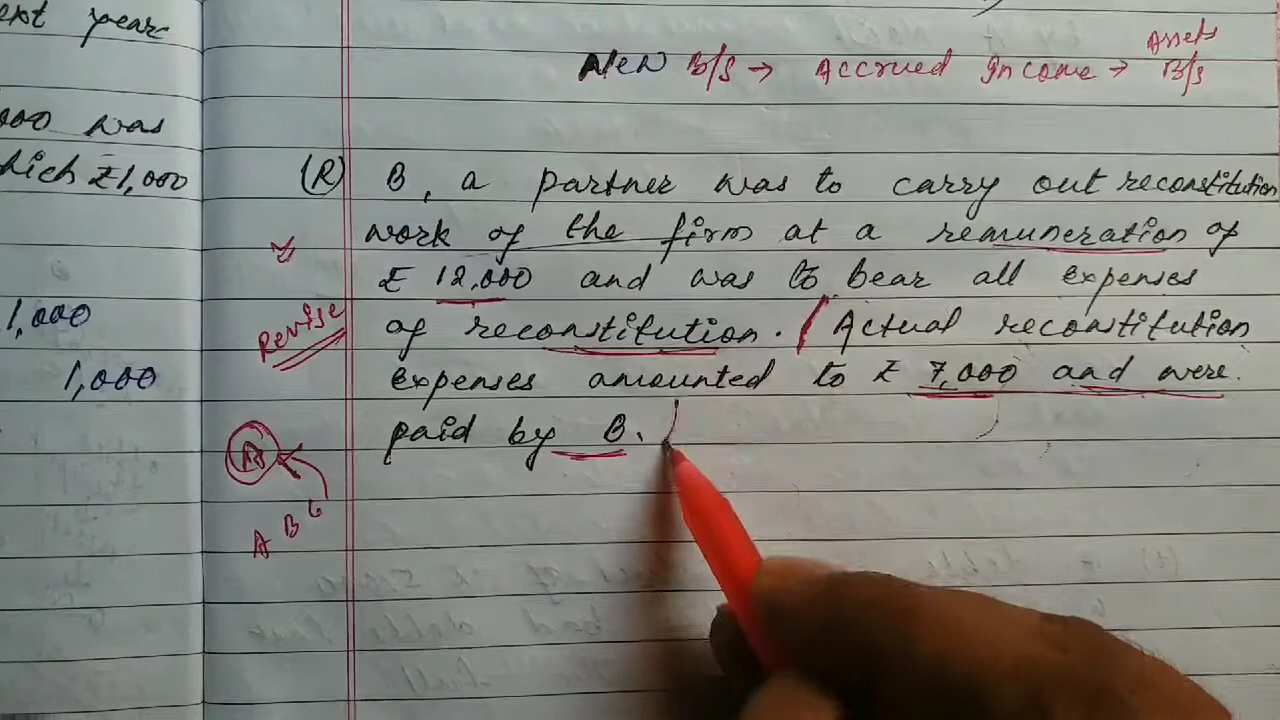 ext year
000 was
hich ₹1,000
1,000
1,000
New B/S → Accrued Income → Assets B/S
(R) B, a partner was to carry out reconstitution
work of the firm at a remuneration of
₹ 12,000 and was to bear all expenses
of reconstitution. / Actual reconstitution
expenses amounted to ₹ 7,000 and were
paid by B.
Revise
A B C